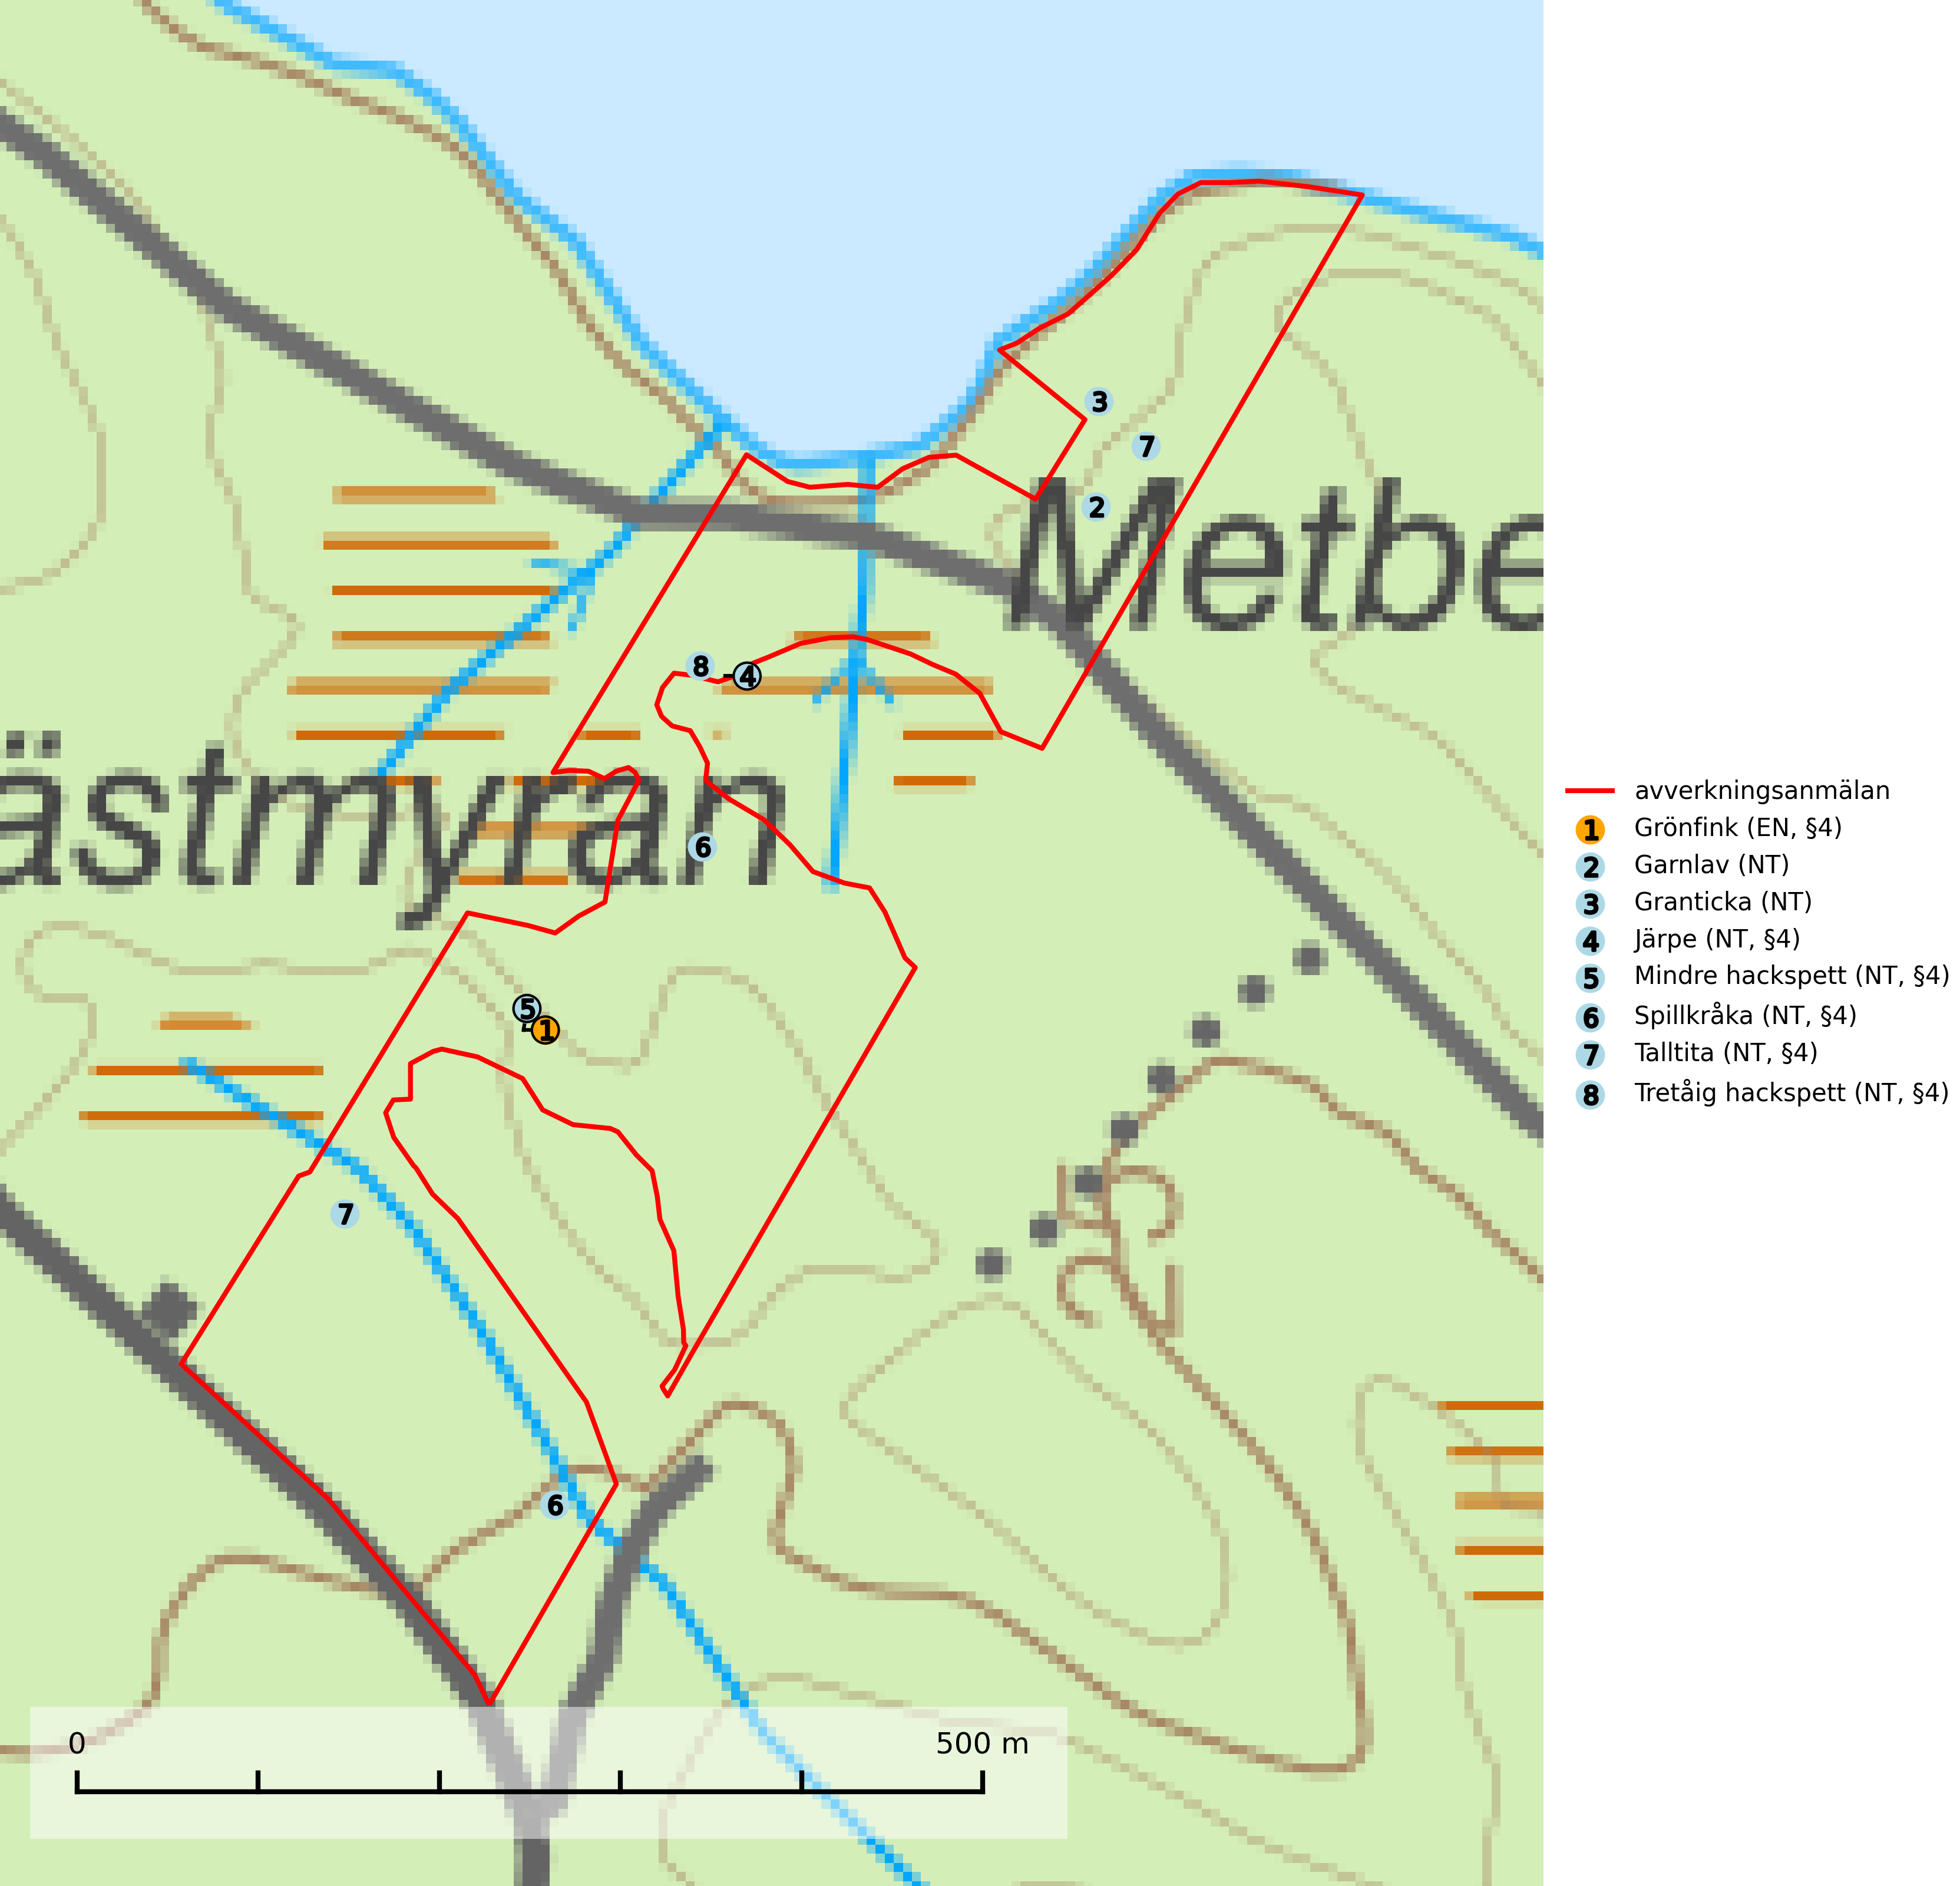 3
7
Metbe
2
8
4
ästmyran
6
5
1
7
25
6
0 500 m
avverkningsanmälan
1 Grönfink (EN, §4)
2 Garnlav (NT)
3 Granticka (NT)
4 Järpe (NT, §4)
5 Mindre hackspett (NT, §4)
6 Spillkråka (NT, §4)
7 Talltita (NT, §4)
8 Tretåig hackspett (NT, §4)